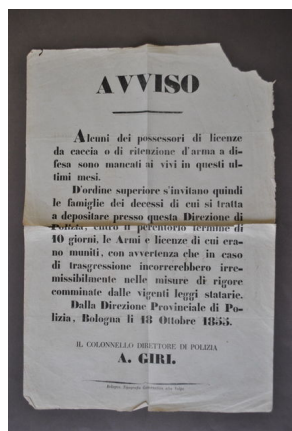 AVVISO
Alcuni dei possessori di licenze
da caccia o di ritenzione d'arma a di-
fesa sono mancati ai vivi in questi ul-
timi mesi.
D'ordine superiore s'invitano quindi
le famiglie dei decessi di cui si tratta
a depositare presso questa Direzione di
Polizia, entro il perentorio termine di
10 giorni, le Armi e licenze di cui era-
no muniti, con avvertenza che in caso
di trasgressione incorrerebbero irre-
missibilmente nelle misure di rigore
comminate dalle vigenti leggi statarie.
Dalla Direzione Provinciale di Po-
lizia, Bologna li 18 Ottobre 1855.
IL COLONNELLO DIRETTORE DI POLIZIA
A. GIRI.